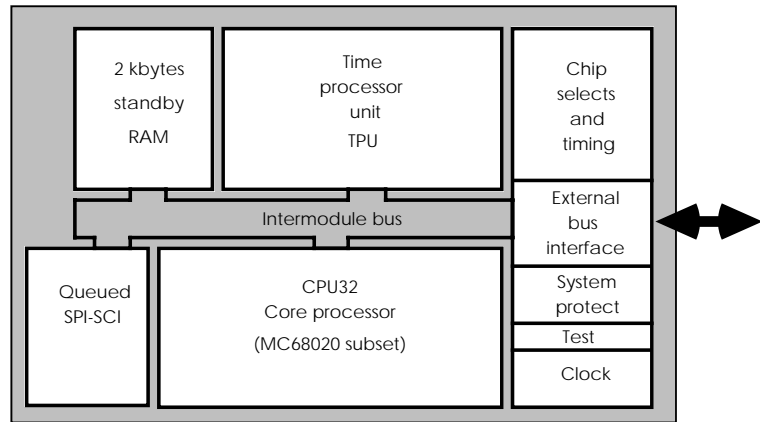 2 kbytes
standby
RAM
Time
processor
unit
TPU
Chip
selects
and
timing
Intermodule bus
External
bus
interface
Queued
SPI-SCI
CPU32
Core processor
(MC68020 subset)
System
protect
Test
Clock